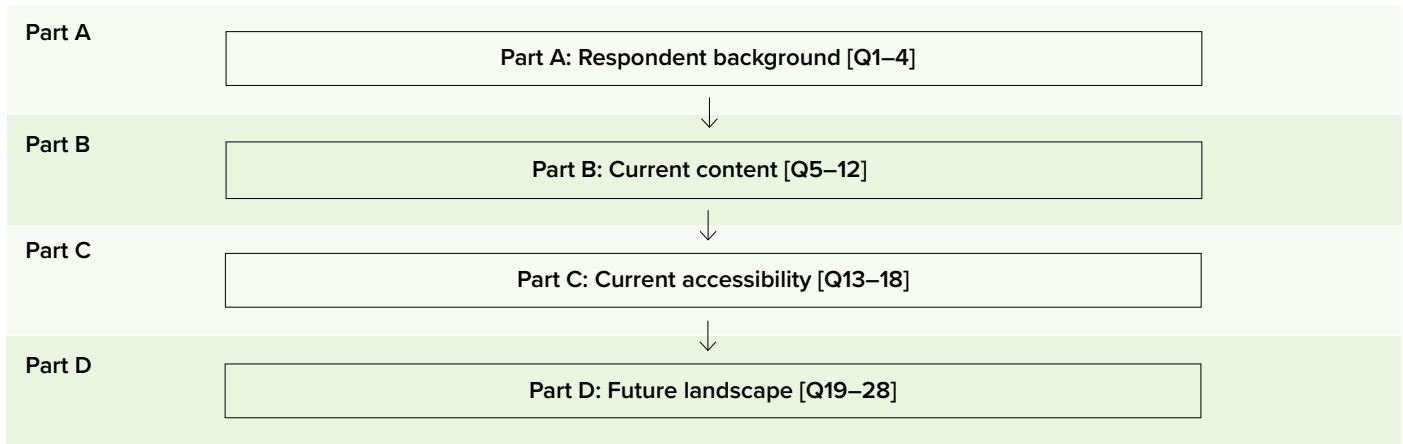 Part A
Part A: Respondent background [Q1–4]
Part B
Part B: Current content [Q5–12]
Part C
Part C: Current accessibility [Q13–18]
Part D
Part D: Future landscape [Q19–28]